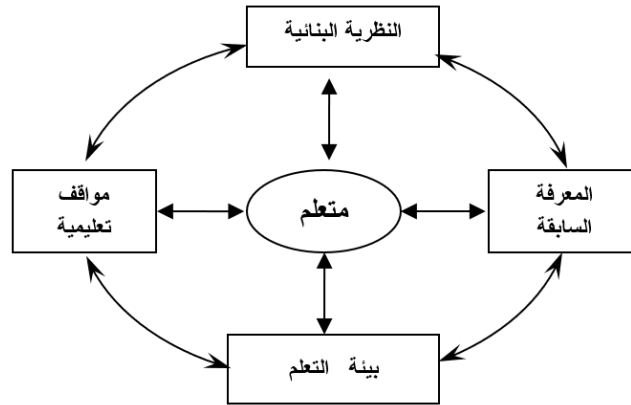 النظرية البنائية
المعرفة
السابقة
متعلم
مواقف
تعليمية
بيئة التعلم